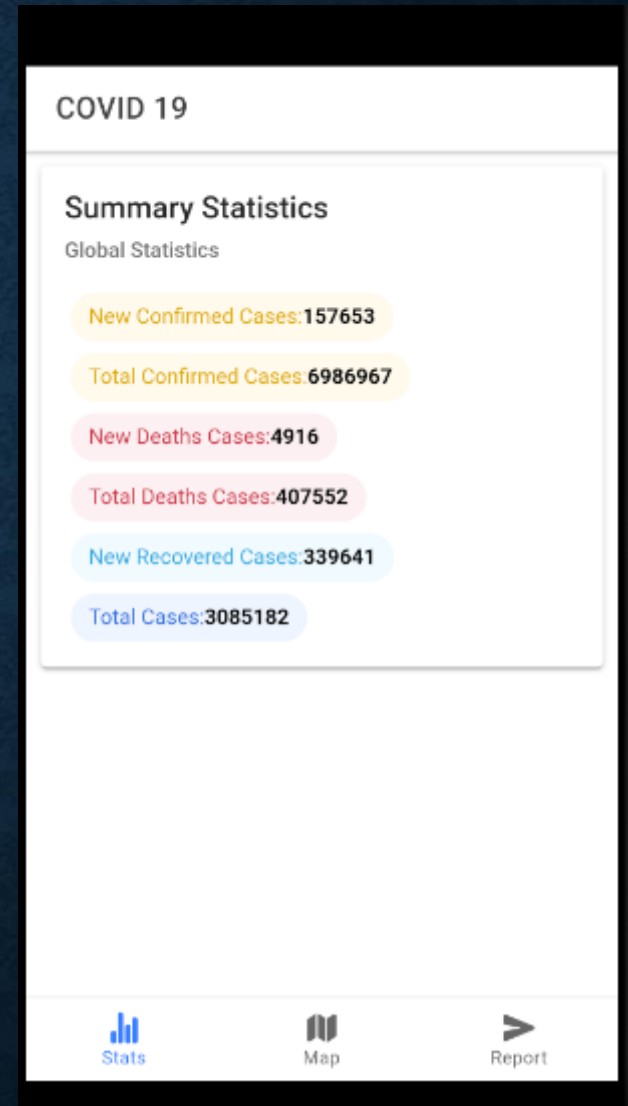 COVID 19
Summary Statistics
Global Statistics
New Confirmed Cases:157653
Total Confirmed Cases:6986967
New Deaths Cases:4916
Total Deaths Cases:407552
New Recovered Cases:339641
Total Cases:3085182
Stats Map Report